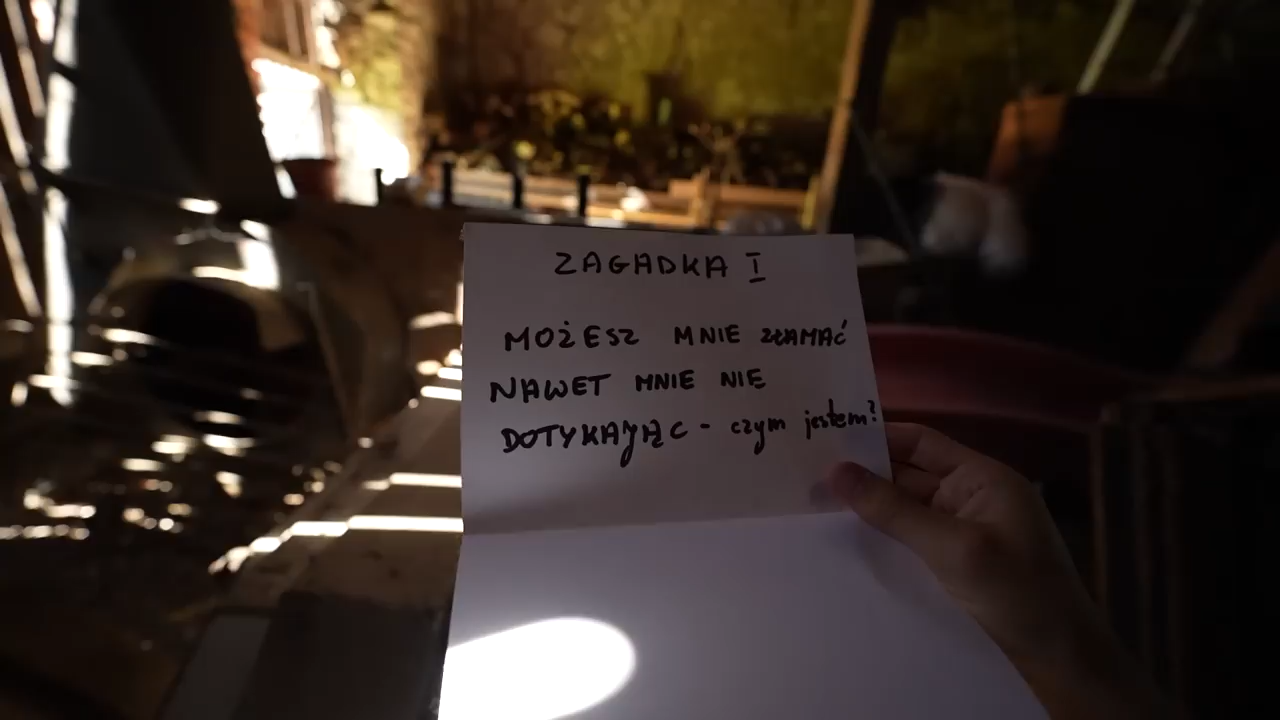 ZAGADKA I
MOŻESZ MNIE ZŁAMAĆ
NAWET MNIE NIE
DOTYKAJĄC - czym jestem?